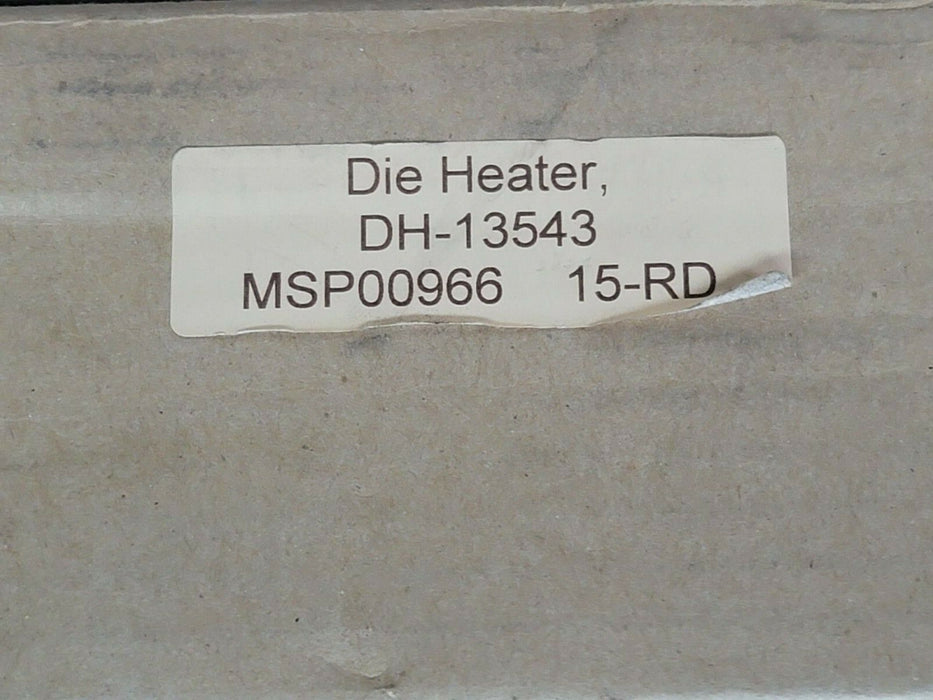 Die Heater,
DH-13543
MSP00966 15-RD